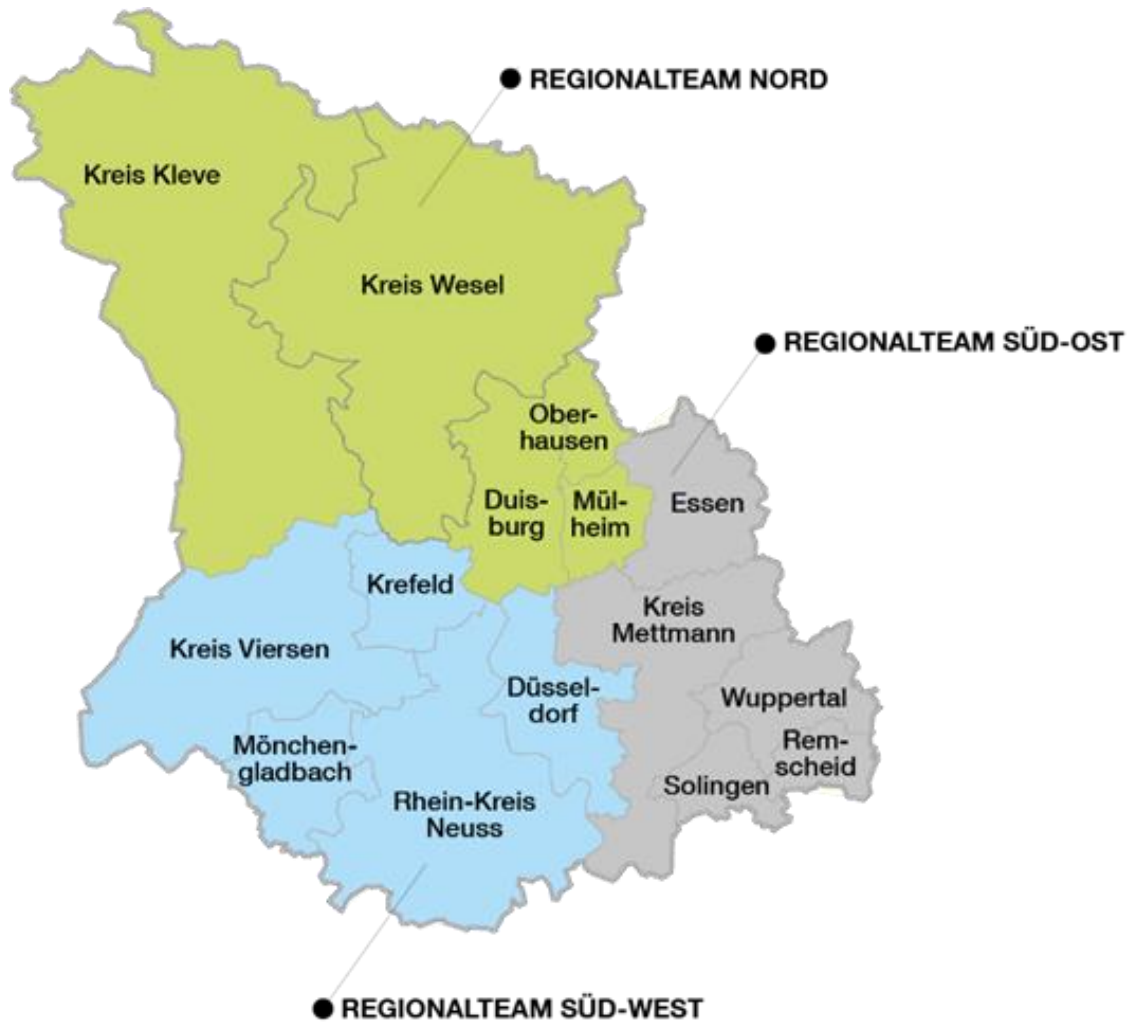 REGIONALTEAM NORD
Kreis Kleve
Kreis Wesel
REGIONALTEAM SÜD-OST
Ober-
hausen
Duis-
burg
Mül-
heim
Essen
Krefeld
Kreis
Mettmann
Kreis Viersen
Düssel-
dorf
Wuppertal
Mönchen-
gladbach
Rem-
scheid
Solingen
Rhein-Kreis
Neuss
REGIONALTEAM SÜD-WEST